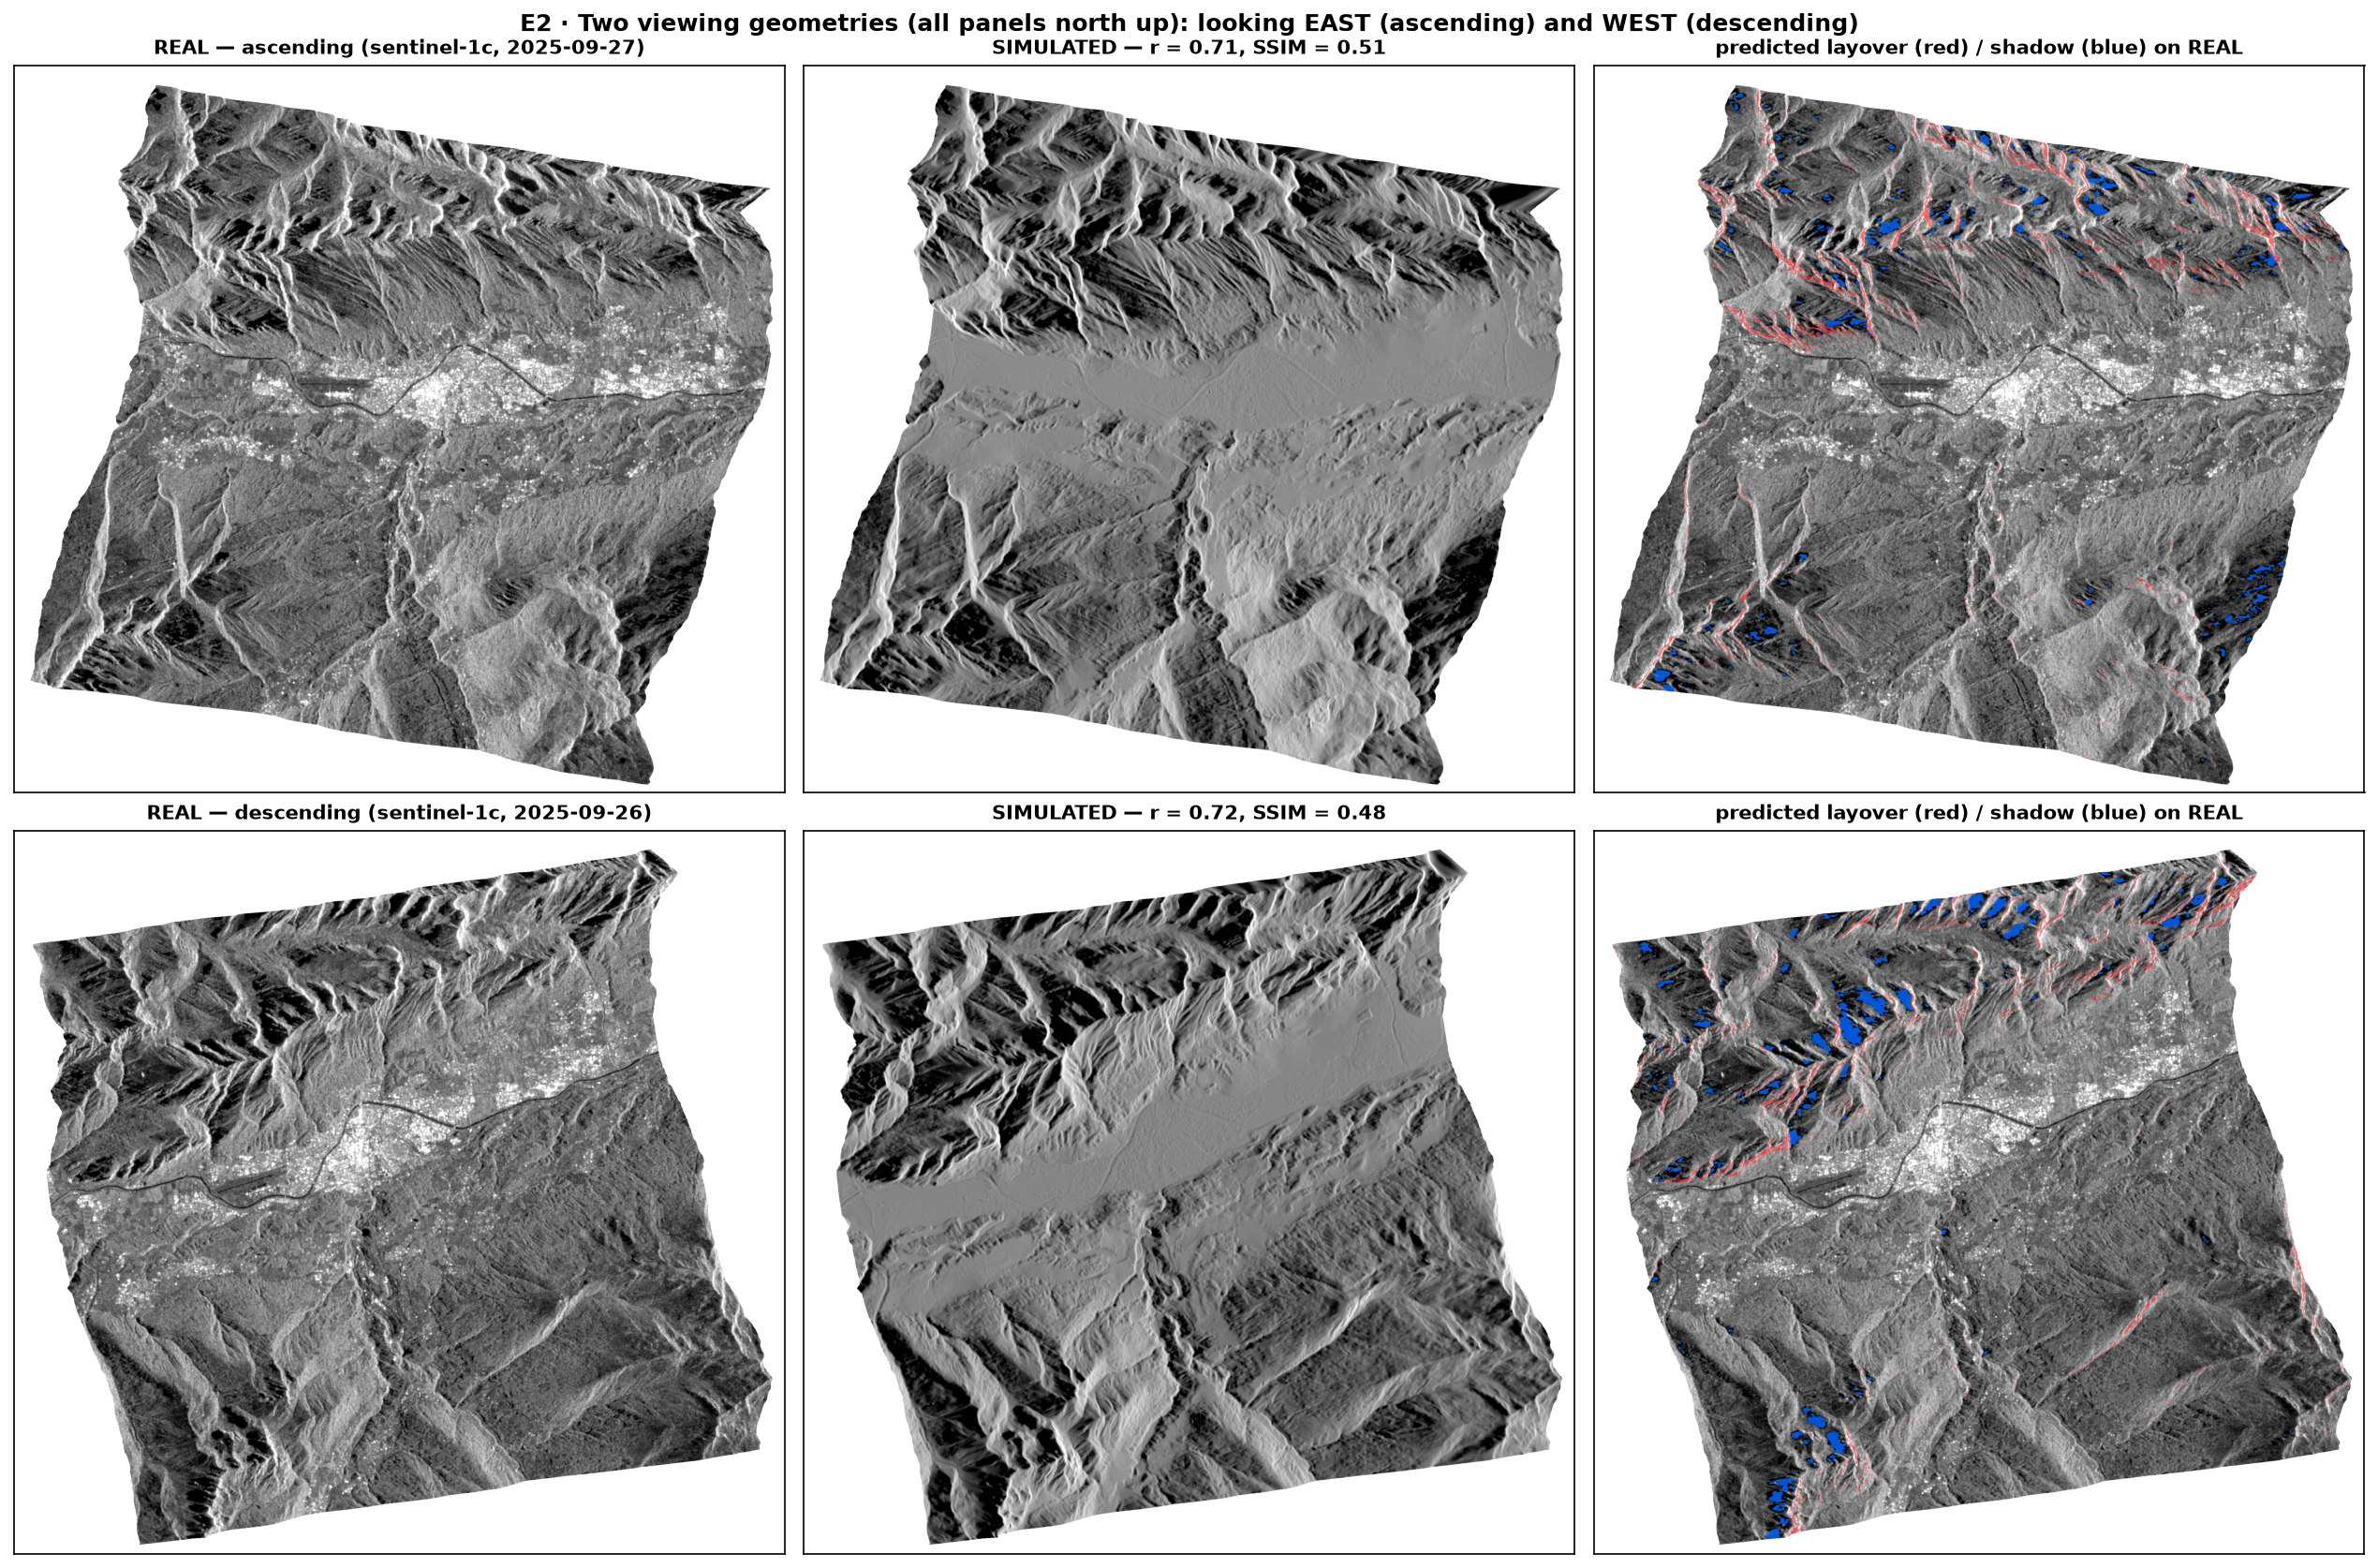 E2 · Two viewing geometries (all panels north up): looking EAST (ascending) and WEST (descending)
REAL — ascending (sentinel-1c, 2025-09-27)
SIMULATED — r = 0.71, SSIM = 0.51
predicted layover (red) / shadow (blue) on REAL
REAL — descending (sentinel-1c, 2025-09-26)
SIMULATED — r = 0.72, SSIM = 0.48
predicted layover (red) / shadow (blue) on REAL